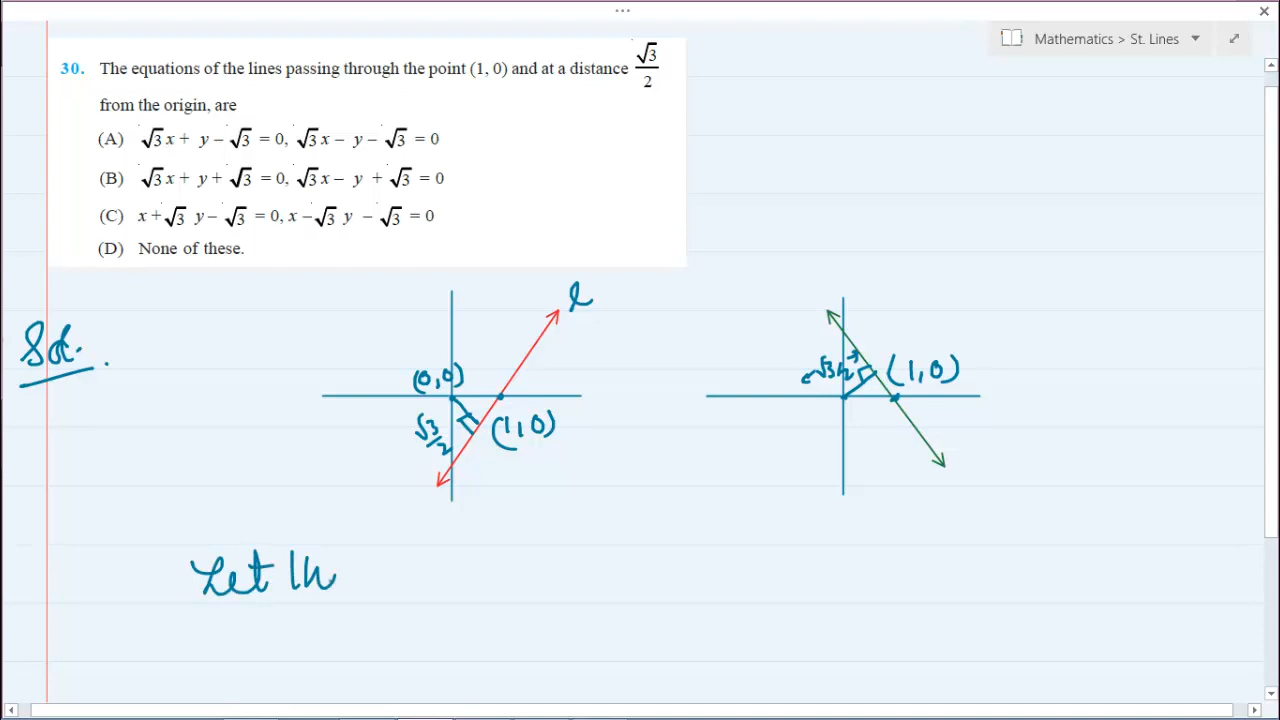 Mathematics > St. Lines
30. The equations of the lines passing through the point (1, 0) and at a distance √3/2
from the origin, are
(A) √3x + y – √3 = 0, √3x – y – √3 = 0
(B) √3x + y + √3 = 0, √3x – y + √3 = 0
(C) x + √3 y – √3 = 0, x – √3 y – √3 = 0
(D) None of these.
Sol.
l
(0,0)
√3/2
(1,0)
√3/2
(1,0)
Let